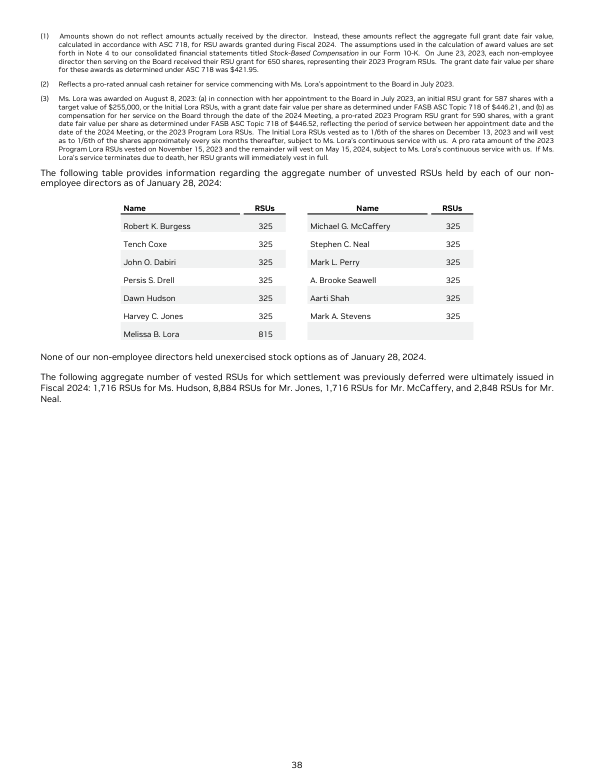 (1) Amounts shown do not reflect amounts actually received by the director. Instead, these amounts reflect the aggregate full grant date fair value,
calculated in accordance with ASC 718, for RSU awards granted during Fiscal 2024. The assumptions used in the calculation of award values are set
forth in Note 4 to our consolidated financial statements titled Stock-Based Compensation in our Form 10-K. On June 23, 2023, each non-employee
director then serving on the Board received their RSU grant for 650 shares, representing their 2023 Program RSUs. The grant date fair value per share
for these awards as determined under ASC 718 was $421.95.
(2) Reflects a pro-rated annual cash retainer for service commencing with Ms. Lora's appointment to the Board in July 2023.
(3) Ms. Lora was awarded on August 8, 2023: (a) in connection with her appointment to the Board in July 2023, an initial RSU grant for 587 shares with a
target value of $255,000, or the Initial Lora RSUs, with a grant date fair value per share as determined under FASB ASC Topic 718 of $446.21, and (b) as
compensation for her service on the Board through the date of the 2024 Meeting, a pro-rated 2023 Program RSU grant for 590 shares, with a grant
date fair value per share as determined under FASB ASC Topic 718 of $446.52, reflecting the period of service between her appointment date and the
date of the 2024 Meeting, or the 2023 Program Lora RSUs. The Initial Lora RSUs vested as to 1/6th of the shares on December 13, 2023 and will vest
as to 1/6th of the shares approximately every six months thereafter, subject to Ms. Lora's continuous service with us. A pro rata amount of the 2023
Program Lora RSUs vested on November 15, 2023 and the remainder will vest on May 15, 2024, subject to Ms. Lora's continuous service with us. If Ms.
Lora's service terminates due to death, her RSU grants will immediately vest in full.
The following table provides information regarding the aggregate number of unvested RSUs held by each of our non-
employee directors as of January 28, 2024:
Name RSUs Name RSUs
Robert K. Burgess 325 Michael G. McCaffery 325
Tench Coxe 325 Stephen C. Neal 325
John O. Dabiri 325 Mark L. Perry 325
Persis S. Drell 325 A. Brooke Seawell 325
Dawn Hudson 325 Aarti Shah 325
Harvey C. Jones 325 Mark A. Stevens 325
Melissa B. Lora 815
None of our non-employee directors held unexercised stock options as of January 28, 2024.
The following aggregate number of vested RSUs for which settlement was previously deferred were ultimately issued in
Fiscal 2024: 1,716 RSUs for Ms. Hudson, 8,884 RSUs for Mr. Jones, 1,716 RSUs for Mr. McCaffery, and 2,848 RSUs for Mr.
Neal.
38